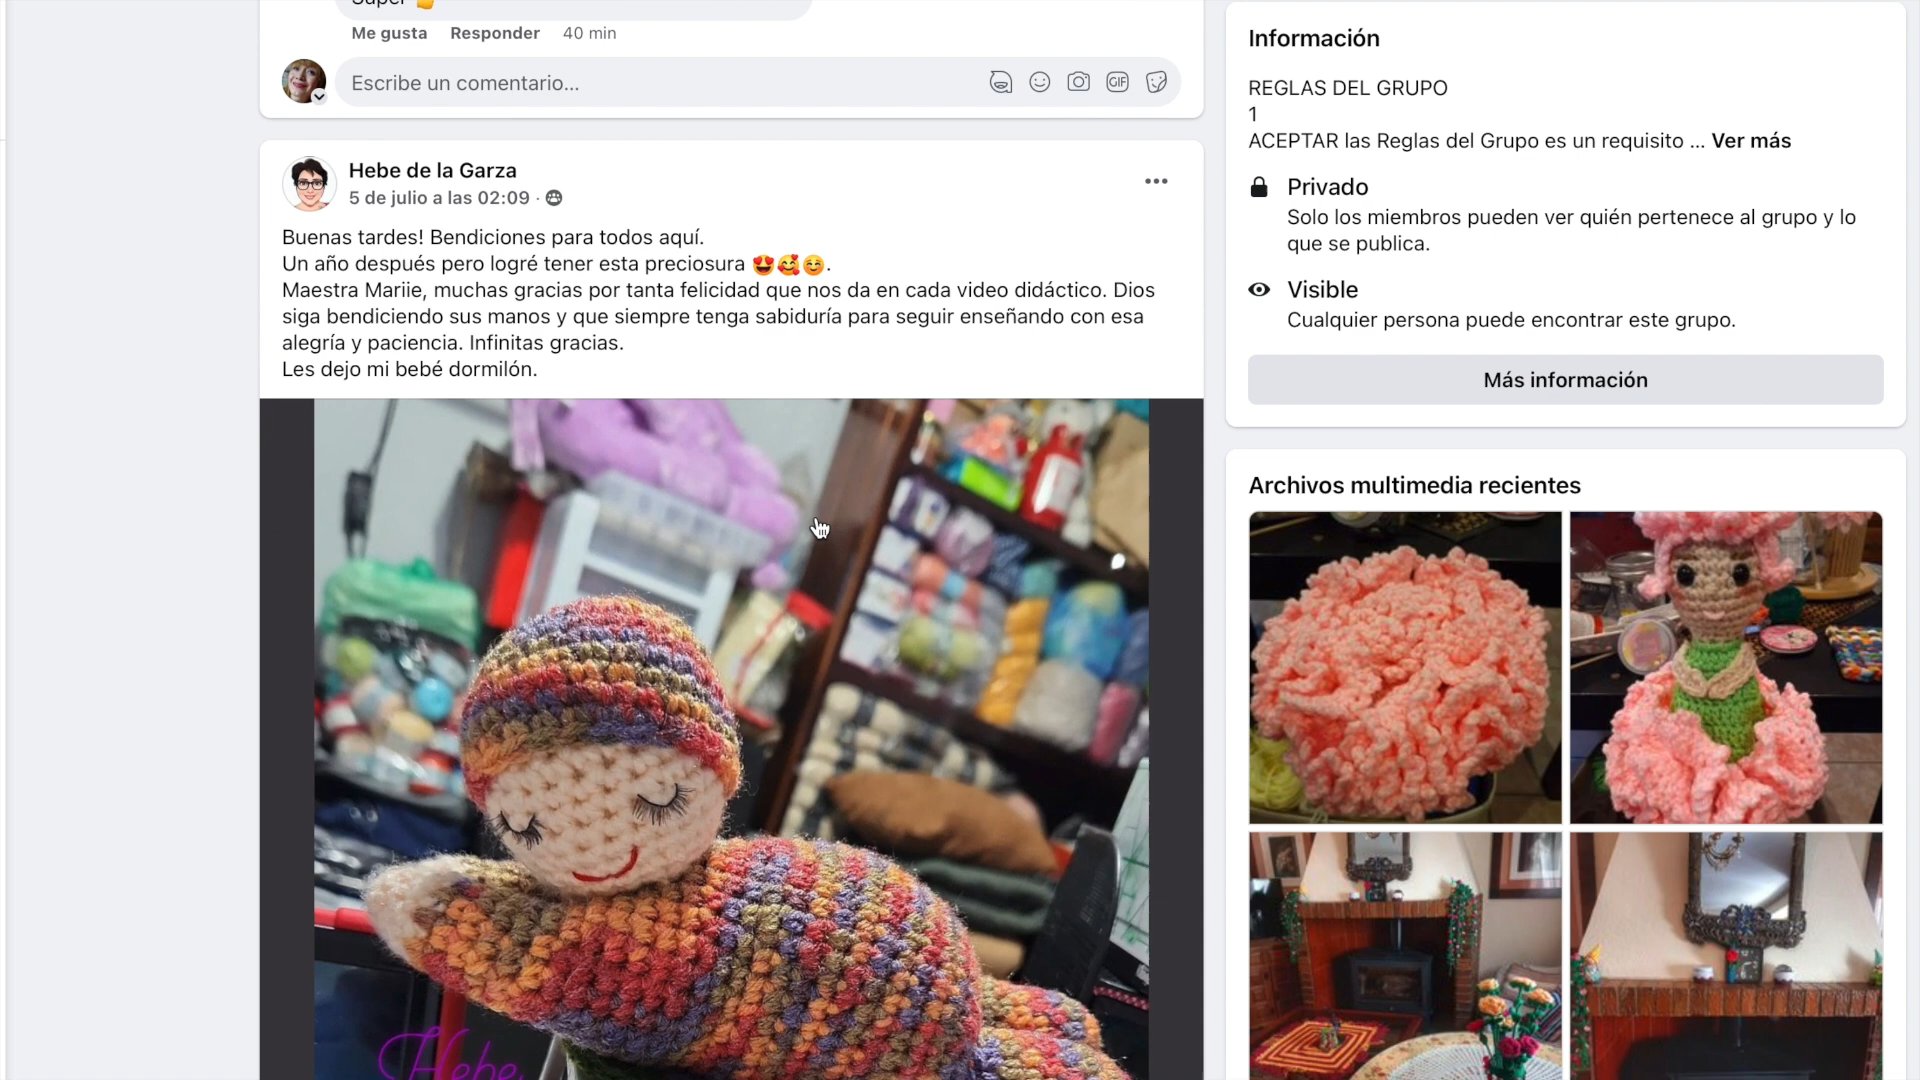 Super
Me gusta Responder 40 min
Escribe un comentario...
GIF
Hebe de la Garza
5 de julio a las 02:09 ·
Buenas tardes! Bendiciones para todos aquí.
Un año después pero logré tener esta preciosura 😍🥰☺️.
Maestra Mariie, muchas gracias por tanta felicidad que nos da en cada video didáctico. Dios
siga bendiciendo sus manos y que siempre tenga sabiduría para seguir enseñando con esa
alegría y paciencia. Infinitas gracias.
Les dejo mi bebé dormilón.
Hebe
Información
REGLAS DEL GRUPO
1
ACEPTAR las Reglas del Grupo es un requisito ... Ver más
Privado
Solo los miembros pueden ver quién pertenece al grupo y lo
que se publica.
Visible
Cualquier persona puede encontrar este grupo.
Más información
Archivos multimedia recientes